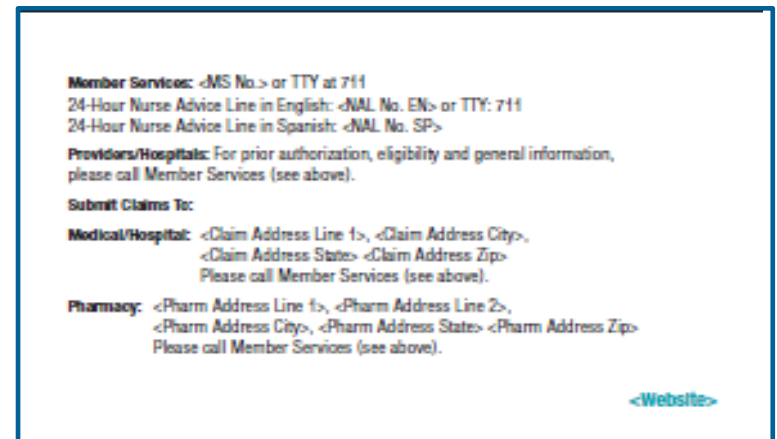 Member Services: <MS No.> or TTY at 711
24-Hour Nurse Advice Line in English: <NAL No. EN> or TTY: 711
24-Hour Nurse Advice Line in Spanish: <NAL No. SP>
Providers/Hospitals: For prior authorization, eligibility and general information,
please call Member Services (see above).
Submit Claims To:
Medical/Hospital: <Claim Address Line 1>, <Claim Address City>,
<Claim Address State> <Claim Address Zip>
Please call Member Services (see above).
Pharmacy: <Pharm Address Line 1>, <Pharm Address Line 2>,
<Pharm Address City>, <Pharm Address State> <Pharm Address Zip>
Please call Member Services (see above).
<Website>